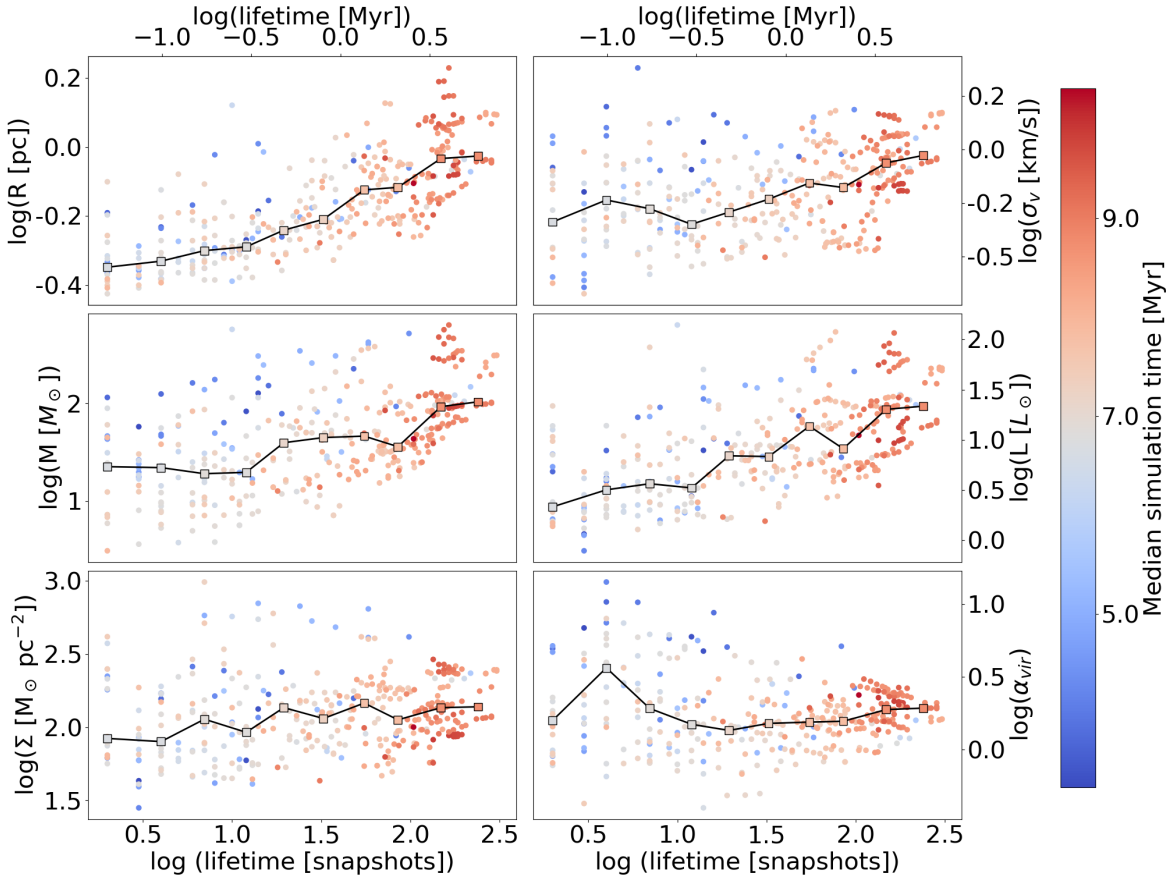 log(lifetime [Myr])
log(lifetime [Myr])
−1.0 −0.5 0.0 0.5
−1.0 −0.5 0.0 0.5
log(R [pc])
0.2
0.0
-0.2
-0.4
0.2
0.0
-0.2
-0.5
log(σv [km/s])
log(M [M⊙])
2
1
2.0
1.5
1.0
0.5
0.0
log(L [L⊙])
log(Σ [M⊙ pc−2])
3.0
2.5
2.0
1.5
1.0
0.5
0.0
log(αvir)
0.5 1.0 1.5 2.0 2.5
0.5 1.0 1.5 2.0 2.5
log (lifetime [snapshots])
log (lifetime [snapshots])
9.0
7.0
5.0
Median simulation time [Myr]